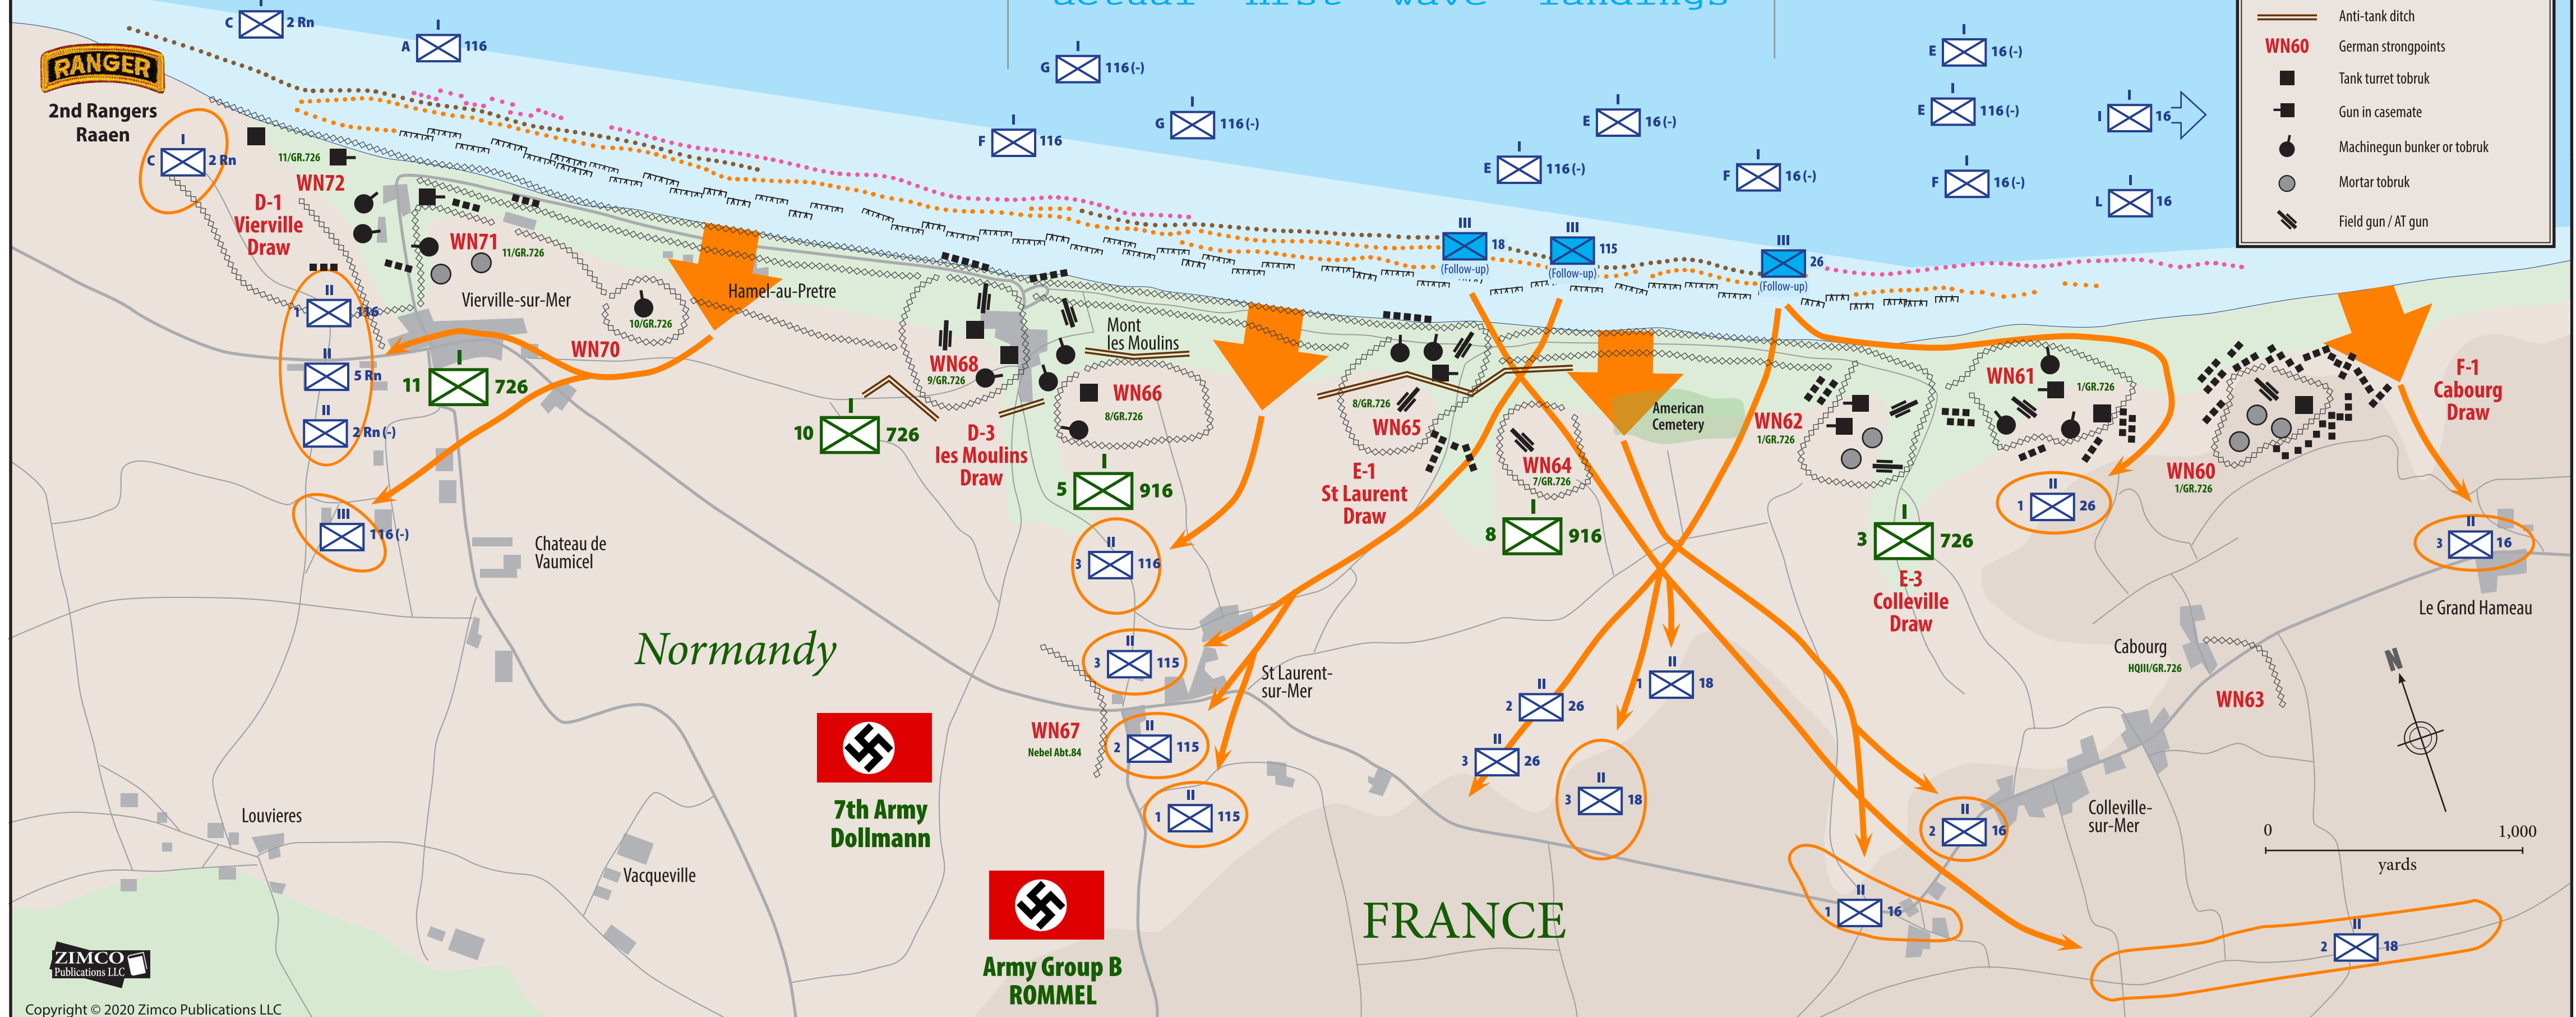 actual first wave landings
C 2 Rn
A 116
G 116(-)
G 116(-)
F 116
E 116(-)
E 16(-)
F 16(-)
E 16(-)
E 116(-)
F 16(-)
I 16
L 16
Anti-tank ditch
WN60 German strongpoints
Tank turret tobruk
Gun in casemate
Machinegun bunker or tobruk
Mortar tobruk
Field gun / AT gun
RANGER
2nd Rangers
Raaen
C 2 Rn
11/GR.726
WN72
D-1
Vierville
Draw
WN71
11/GR.726
Vierville-sur-Mer
10/GR.726
WN70
Hamel-au-Pretre
1 116
5 Rn
2 Rn(-)
116(-)
11 726
10 726
WN68
9/GR.726
D-3
les Moulins
Draw
Mont
les Moulins
WN66
8/GR.726
5 916
III 18
(Follow-up)
III 115
(Follow-up)
III 26
(Follow-up)
8/GR.726
WN65
E-1
St Laurent
Draw
WN64
7/GR.726
8 916
American
Cemetery
WN62
1/GR.726
WN61
1/GR.726
3 726
E-3
Colleville
Draw
1 26
WN60
1/GR.726
F-1
Cabourg
Draw
3 16
Le Grand Hameau
Chateau de
Vaumicel
Normandy
3 116
3 115
2 115
1 115
St Laurent-
sur-Mer
WN67
Nebel Abt.84
2 26
3 26
1 18
3 18
Cabourg
HQIII/GR.726
WN63
N
2 16
Colleville-
sur-Mer
1 16
2 18
0 1,000
yards
7th Army
Dollmann
Army Group B
ROMMEL
FRANCE
Louvieres
Vacqueville
ZIMCO
Publications LLC
Copyright © 2020 Zimco Publications LLC